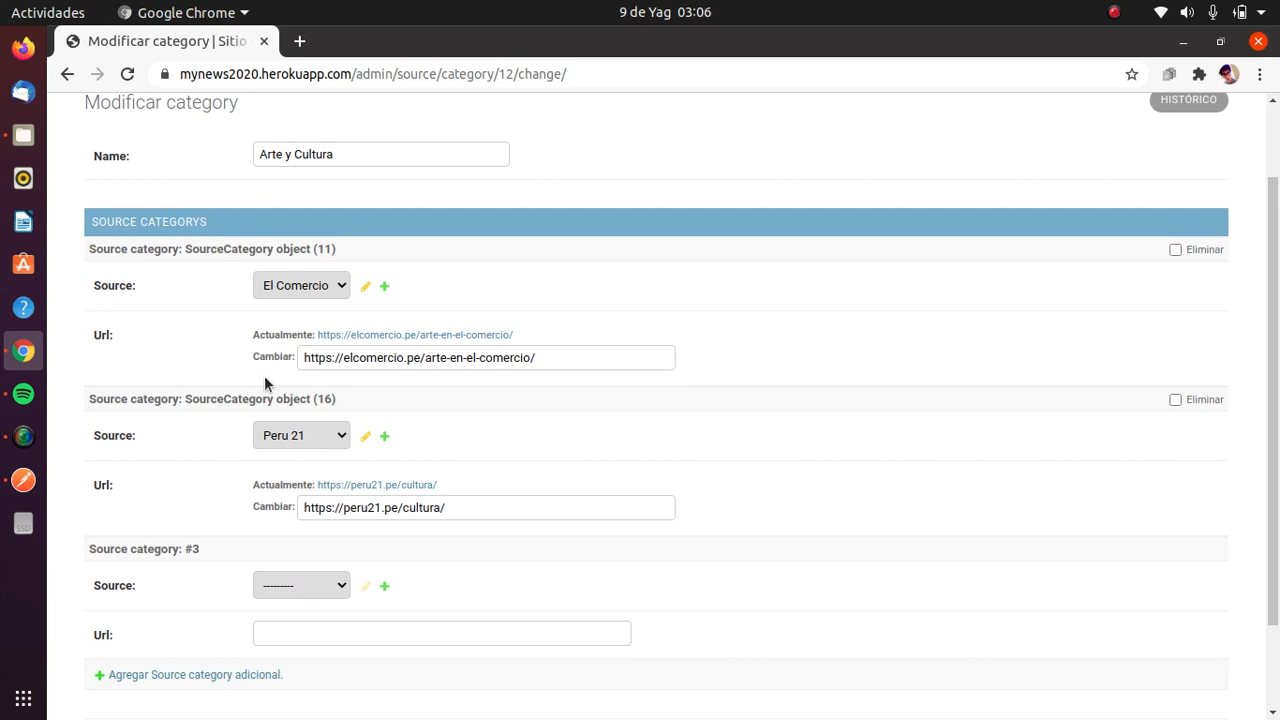 Actividades Google Chrome 9 de Yag 03:06
Modificar category | Sitio
mynews2020.herokuapp.com/admin/source/category/12/change/
Modificar category
HISTÓRICO
Name: Arte y Cultura
SOURCE CATEGORYS
Source category: SourceCategory object (11) Eliminar
Source: El Comercio
Url: Actualmente: https://elcomercio.pe/arte-en-el-comercio/
Cambiar: https://elcomercio.pe/arte-en-el-comercio/
Source category: SourceCategory object (16) Eliminar
Source: Peru 21
Url: Actualmente: https://peru21.pe/cultura/
Cambiar: https://peru21.pe/cultura/
Source category: #3
Source: ---------
Url:
Agregar Source category adicional.
SSD